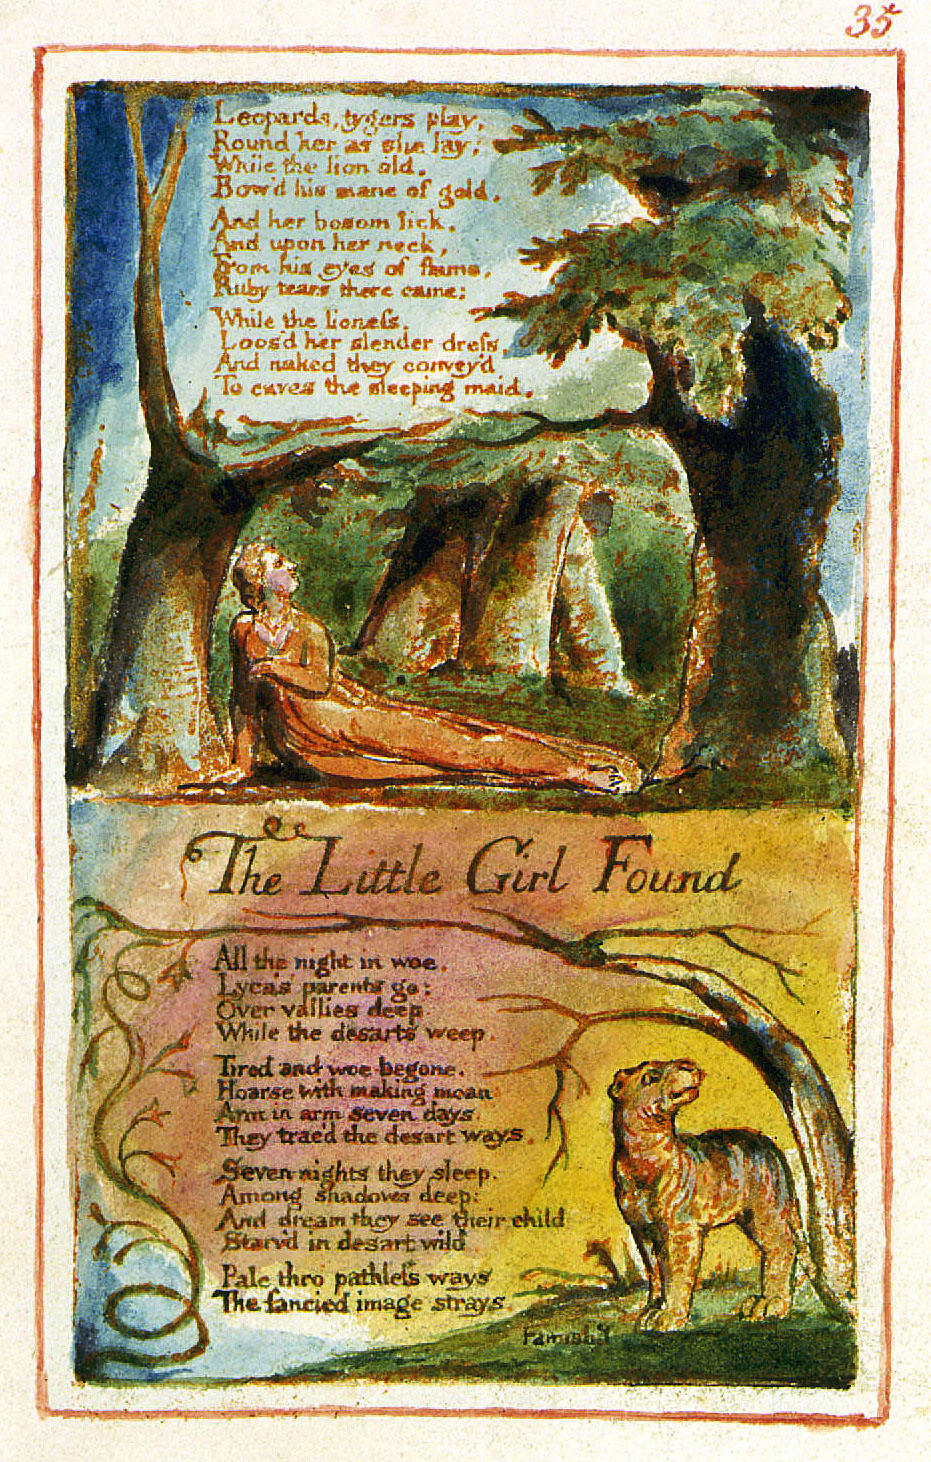 35
Leopards, tygers play,
Round her as she lay;
While the lion old,
Bow'd his mane of gold,
And her bosom lick,
And upon her neck,
From his eyes of flame,
Ruby tears there came;
While the lioneſs
Loos'd her slender dreſs,
And naked they convey'd
To caves the sleeping maid.
The Little Girl Found
All the night in woe,
Lyca's parents go:
Over vallies deep,
While the desarts weep.
Tired and woe-begone,
Hoarse with making moan
Arm in arm seven days,
They trac'd the desart ways.
Seven nights they sleep,
Among shadows deep:
And dream they see their child
Starv'd in desart wild
Pale thro pathleſs ways
The fancied image strays,
Famish'd